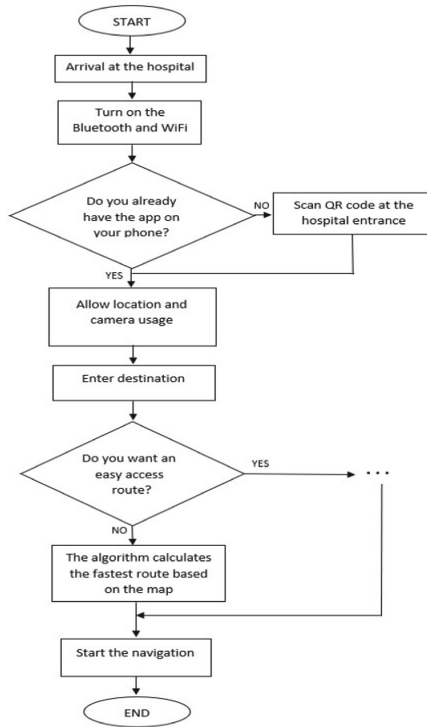 START
Arrival at the hospital
Turn on the
Bluetooth and WiFi
Do you already
have the app on
your phone?
NO
Scan QR code at the
hospital entrance
YES
Allow location and
camera usage
Enter destination
Do you want an
easy access
route?
YES
...
NO
The algorithm calculates
the fastest route based
on the map
Start the navigation
END